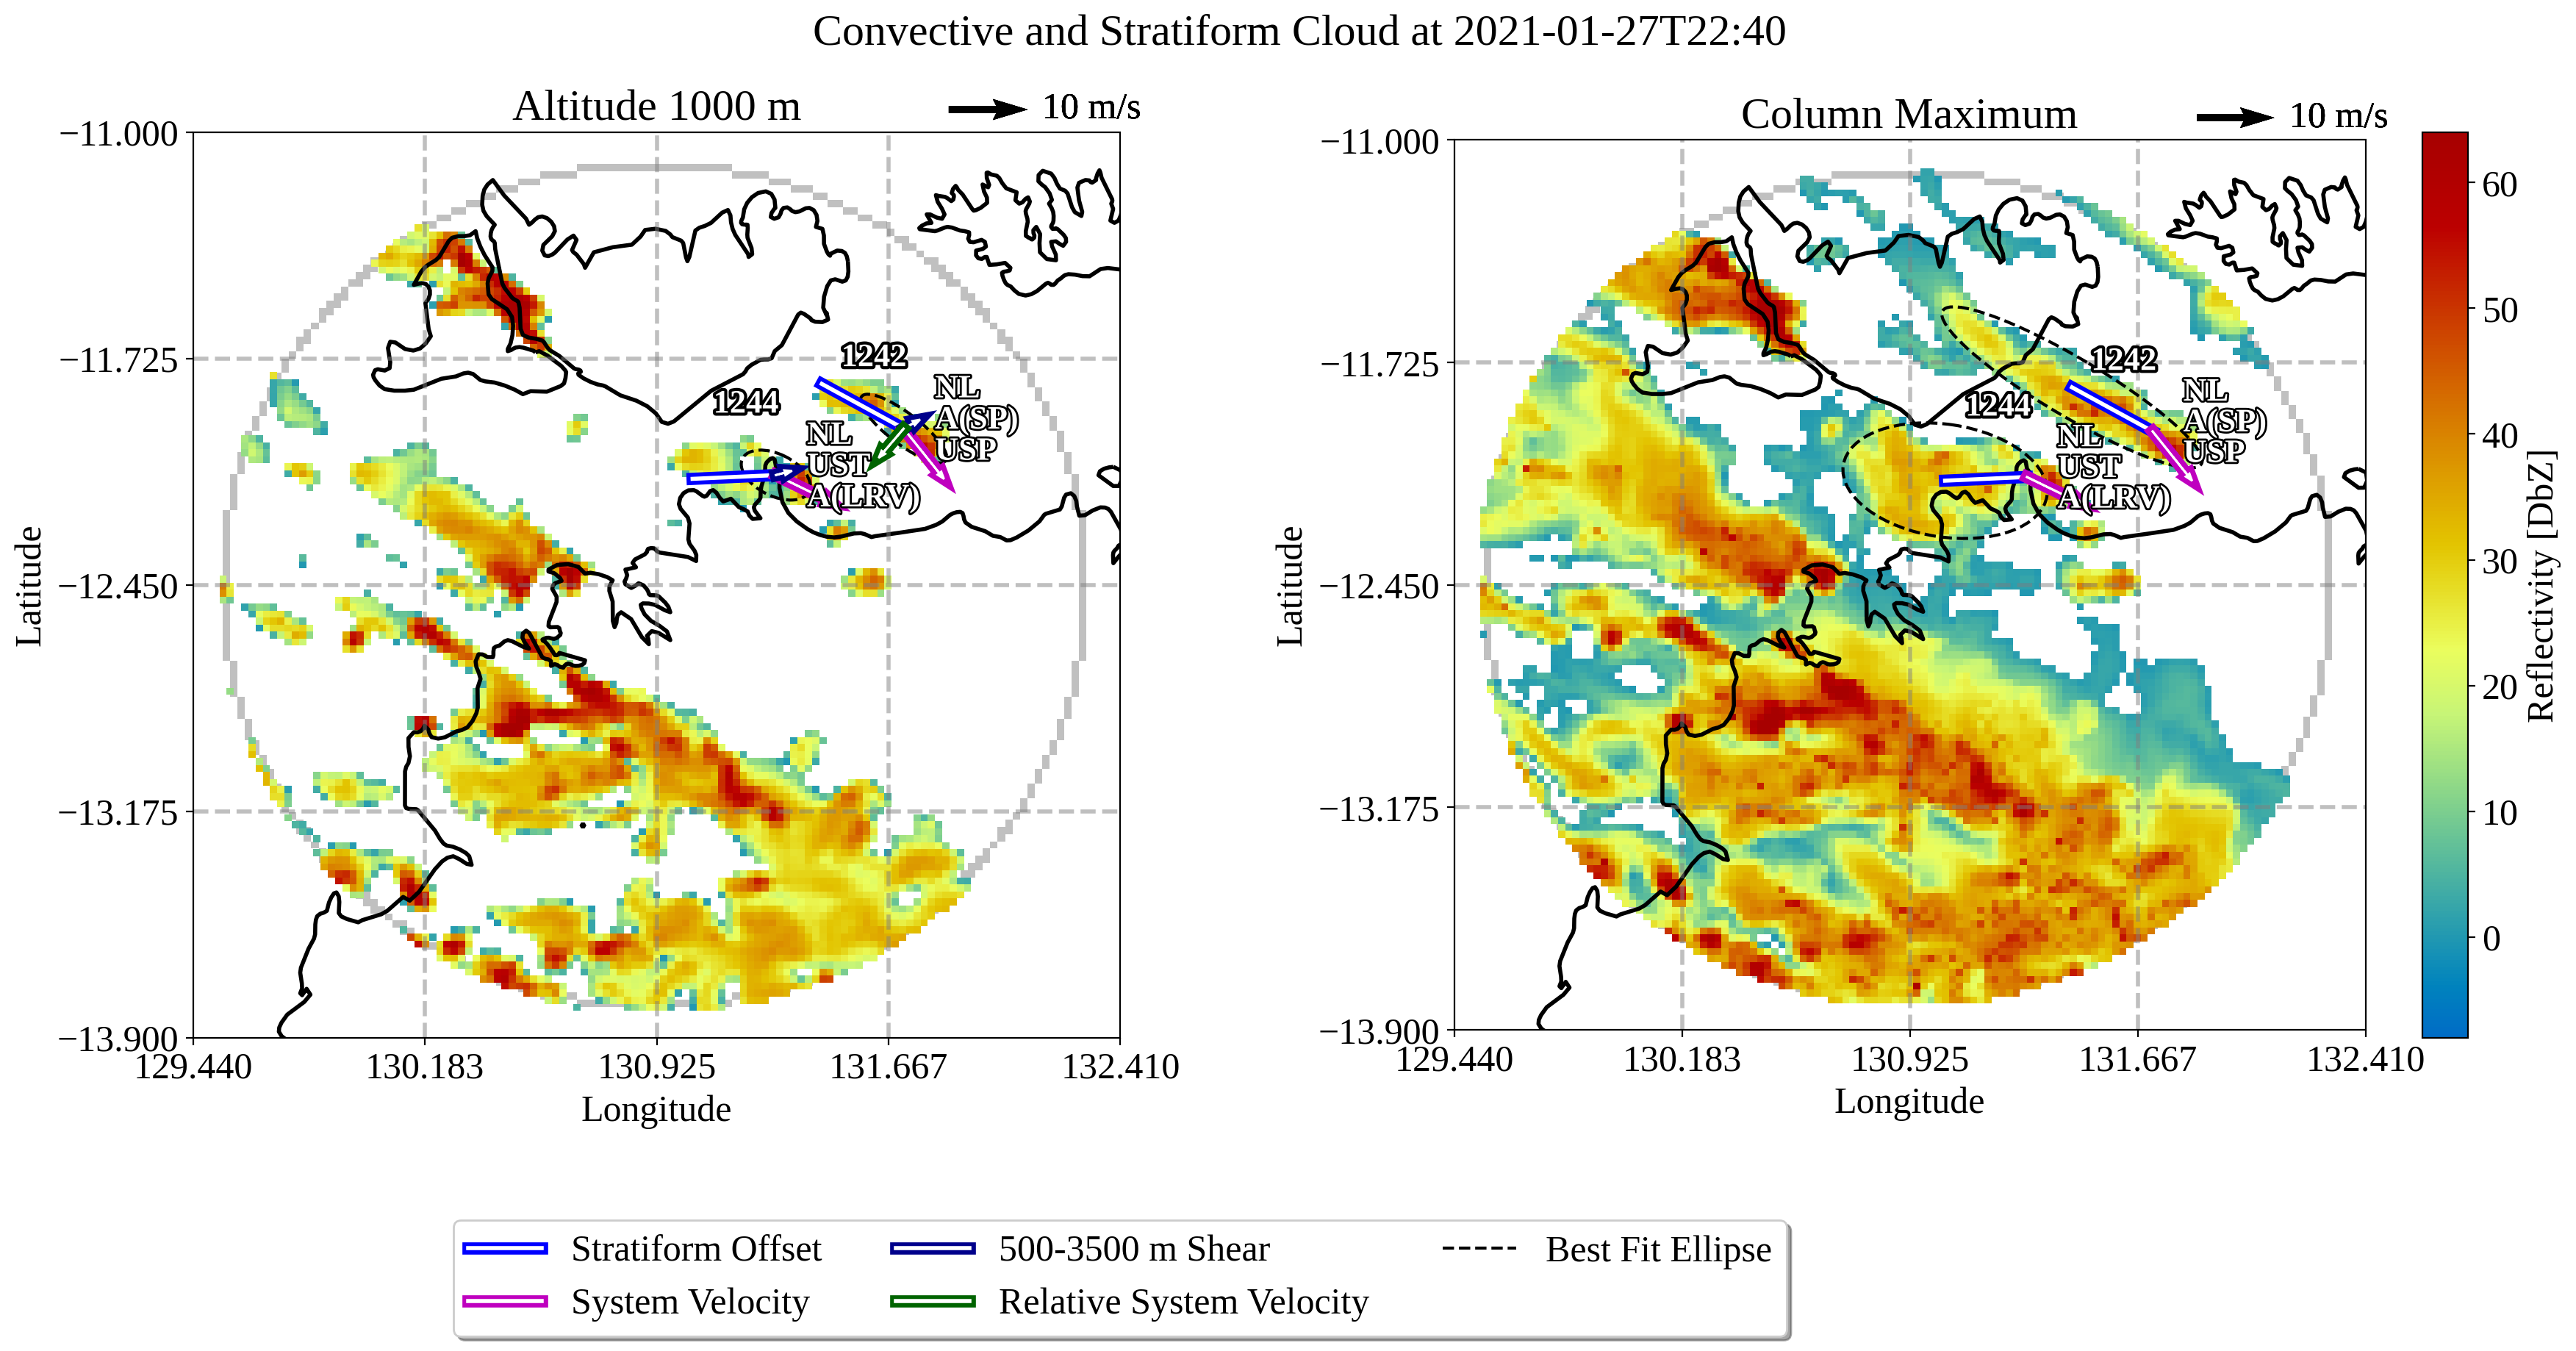 Convective and Stratiform Cloud at 2021-01-27T22:40
Altitude 1000 m
10 m/s
−11.000
−11.725
−12.450
−13.175
−13.900
Latitude
129.440
130.183
130.925
131.667
132.410
Longitude
1242
1244
NL
A(SP)
USP
NL
UST
A(LRV)
Column Maximum
10 m/s
−11.000
−11.725
−12.450
−13.175
−13.900
Latitude
129.440
130.183
130.925
131.667
132.410
Longitude
1242
1244
NL
A(SP)
USP
NL
UST
A(LRV)
60
50
40
30
20
10
0
Reflectivity [DbZ]
Stratiform Offset
System Velocity
500-3500 m Shear
Relative System Velocity
Best Fit Ellipse